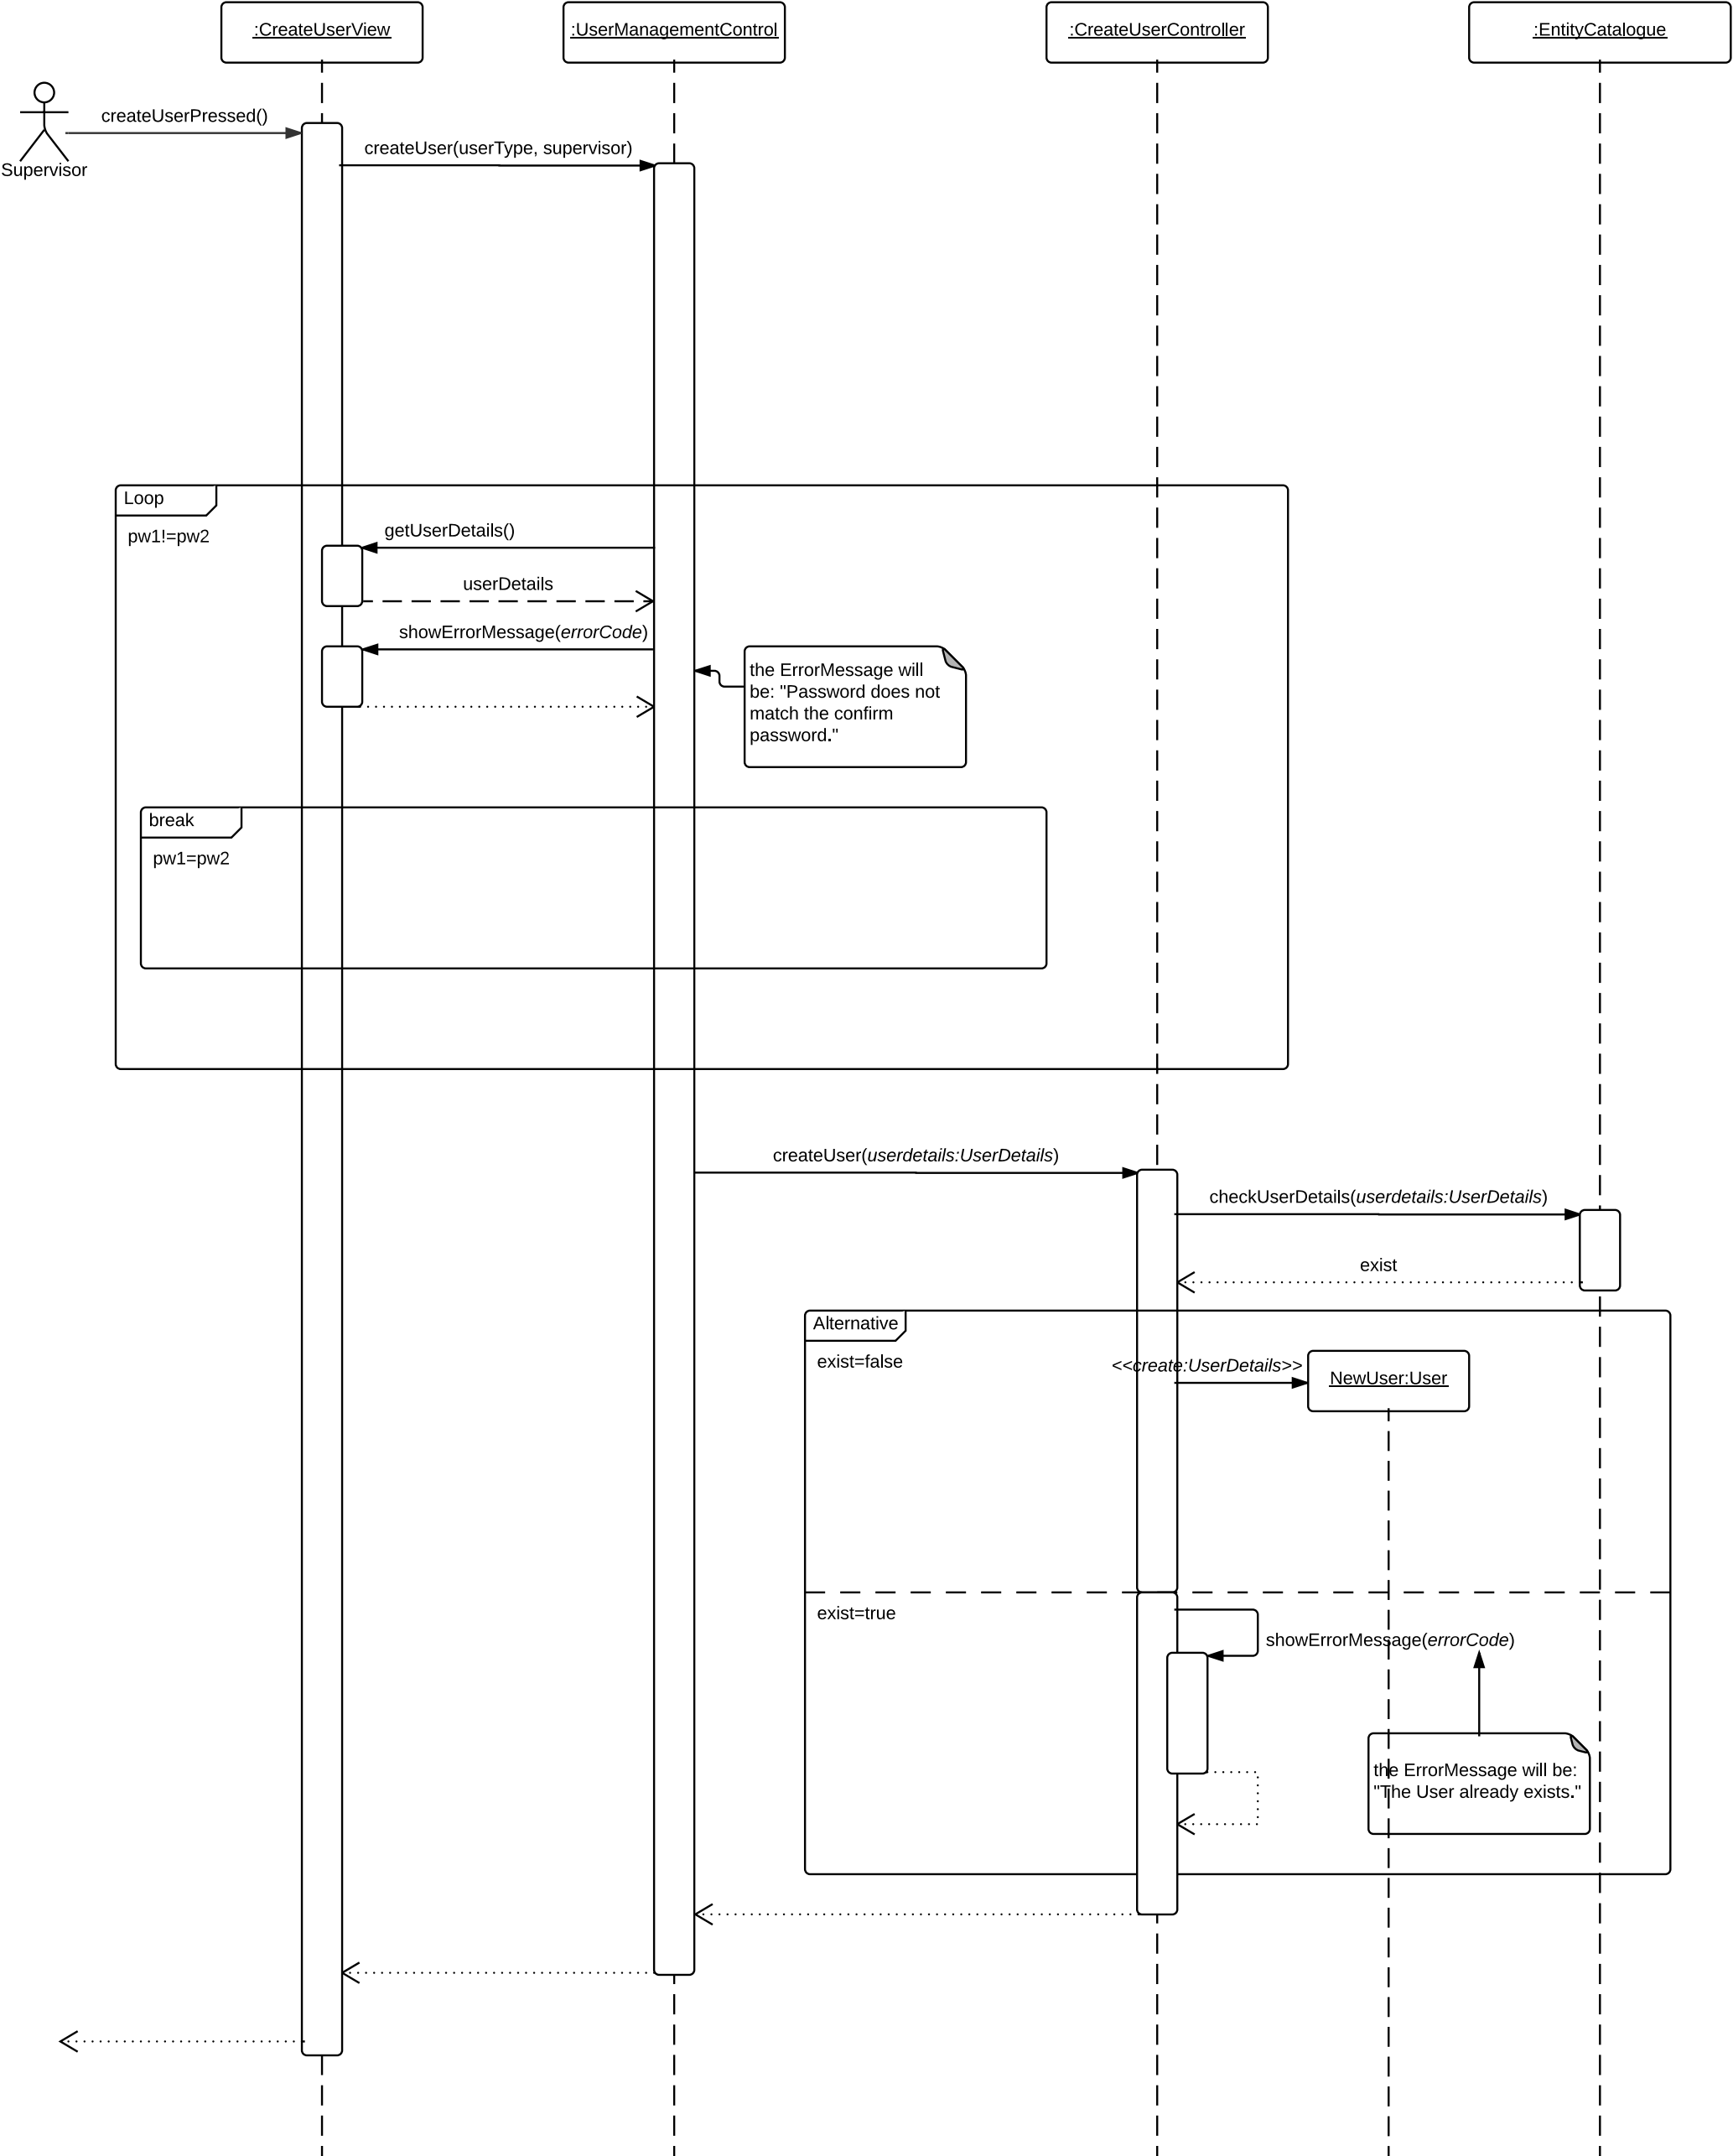 :CreateUserView
:UserManagementControl
:CreateUserController
:EntityCatalogue
createUserPressed()
Supervisor
createUser(userType, supervisor)
Loop
pw1!=pw2
getUserDetails()
userDetails
showErrorMessage(errorCode)
the ErrorMessage will
be: "Password does not
match the confirm
password."
break
pw1=pw2
createUser(userdetails:UserDetails)
checkUserDetails(userdetails:UserDetails)
exist
Alternative
exist=false
<<create:UserDetails>>
NewUser:User
exist=true
showErrorMessage(errorCode)
the ErrorMessage will be:
"The User already exists."